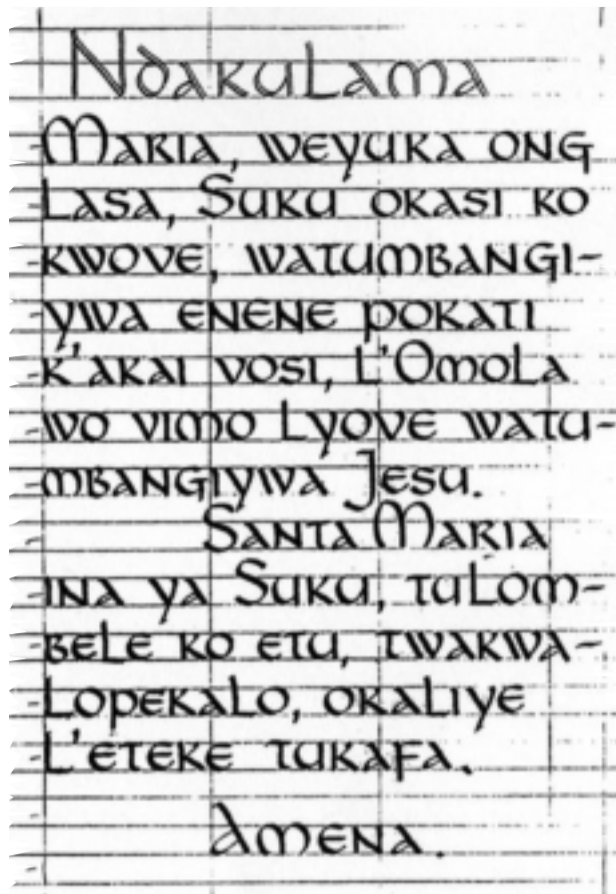 Ndakulama
Maria, weyuka ong
Lasa, Suku okasi ko
kwove, watumbangi-
ywa enene pokati
k'akai vosi, l'Omola
wo vimo lyove watu-
mbangiywa Jesu.
Santa Maria
ina ya Suku, tulom-
bele ko etu, twakwa-
lopekalo, okaliye
l'eteke tukafa.
Amena.